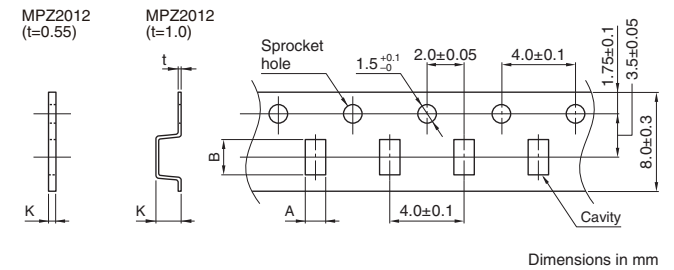 MPZ2012
(t=0.55)
MPZ2012
(t=1.0)
t
Sprocket
hole
1.5 +0.1 −0
2.0±0.05
4.0±0.1
1.75±0.1
3.5±0.05
8.0±0.3
B
K
K
A
4.0±0.1
Cavity
Dimensions in mm